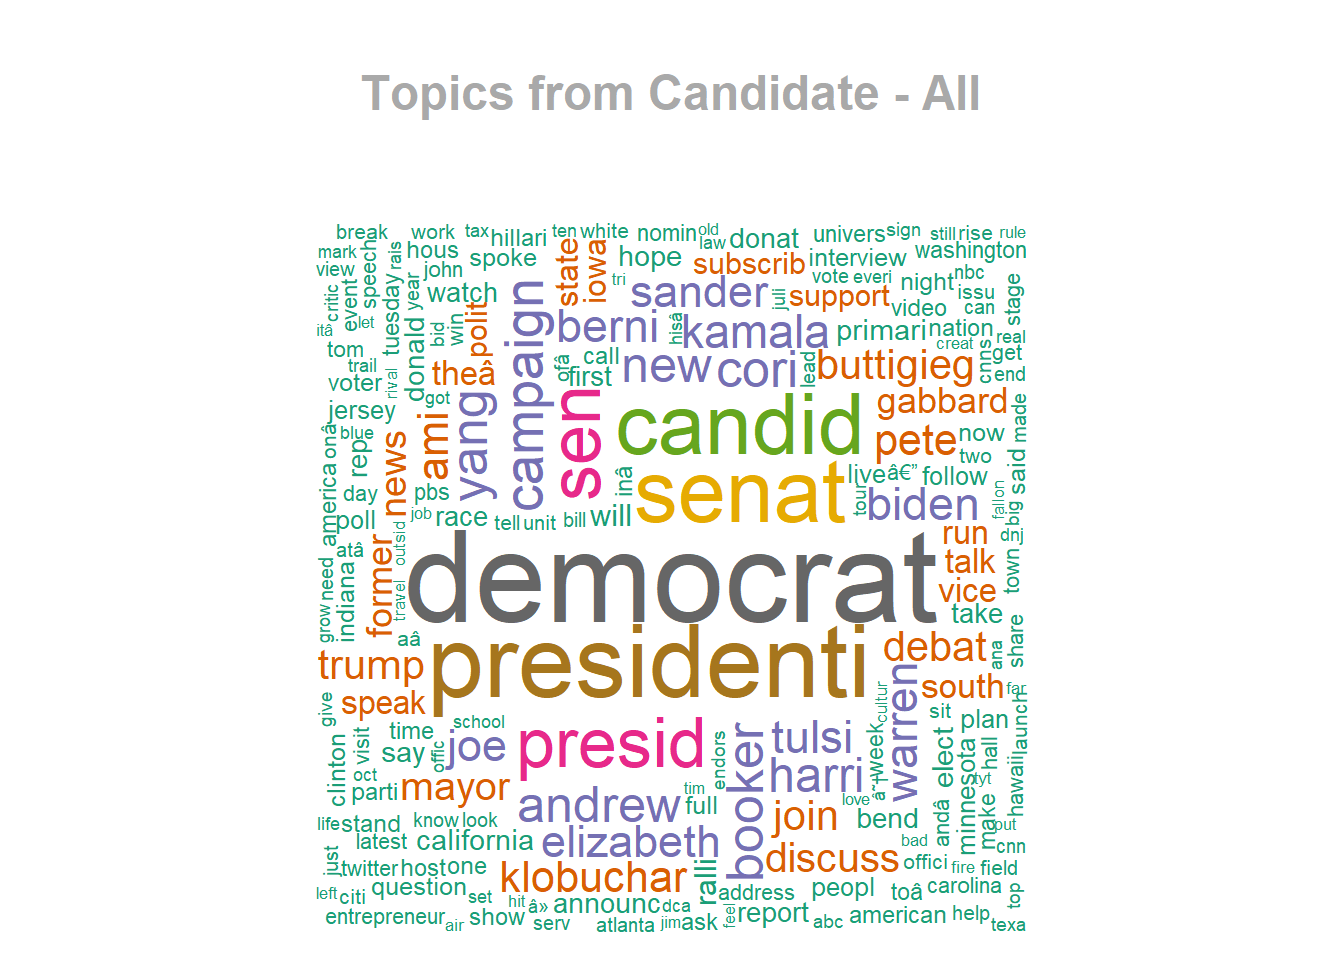 Topics from Candidate - All
break work tax hillari ten white nomin old law donat univers sign still rise rule
mark hous spoke state iowa hope subscrib interview washington
view speech rais john tri vote everi night nbc
critic event tuesday year watch campaign sander juli support video issu can stage
itâ let donald bid win polit berni hisâ kamala primari nation creat real
tom trail theâ ofâ call new cori lead buttigieg cnns get
voter rival got first end
jersey yang sen candid gabbard made
onâ blue rep news ami pete now said
america day pbs inâ senat live â€” follow two big
poll job race tell unit bill will tour biden fallon
atâ outsid former democrat run dnj
need indiana travel talk town
grow vice
aâ take
trump presidenti debat ana share
speak warren south far
give school cultur sit plan launch
clinton visit time offic joe presid endors booker tulsi week elect minnesota hall hawaii
say oct harri â˜† tyt
parti mayor andrew tim full love andâ make
life stand know look join bend put
just latest california elizabeth bad cnn
twitter host one discuss offici fire field
left citi question set klobuchar ralli address peopl toâ carolina top
entrepreneur air show hit â» serv announc dca atlanta jim ask feel report abc american help texa